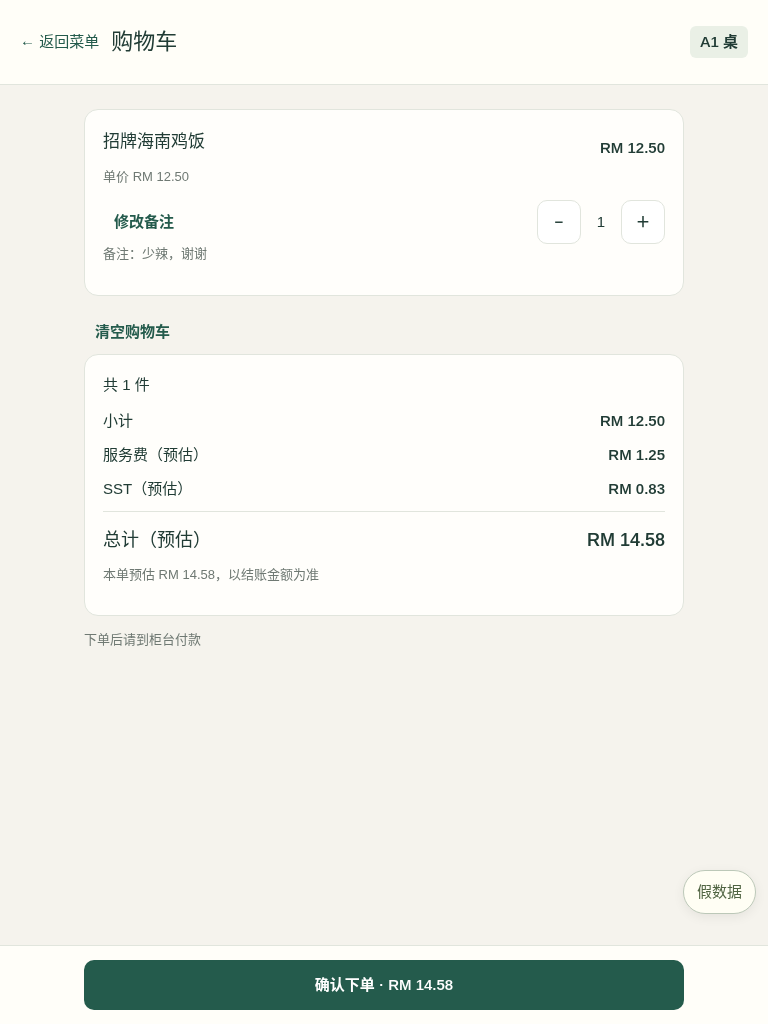 ← 返回菜单 购物车 A1 桌
招牌海南鸡饭 RM 12.50
单价 RM 12.50
修改备注 - 1 +
备注：少辣，谢谢
清空购物车
共 1 件
小计 RM 12.50
服务费（预估） RM 1.25
SST（预估） RM 0.83
总计（预估） RM 14.58
本单预估 RM 14.58，以结账金额为准
下单后请到柜台付款
假数据
确认下单 · RM 14.58